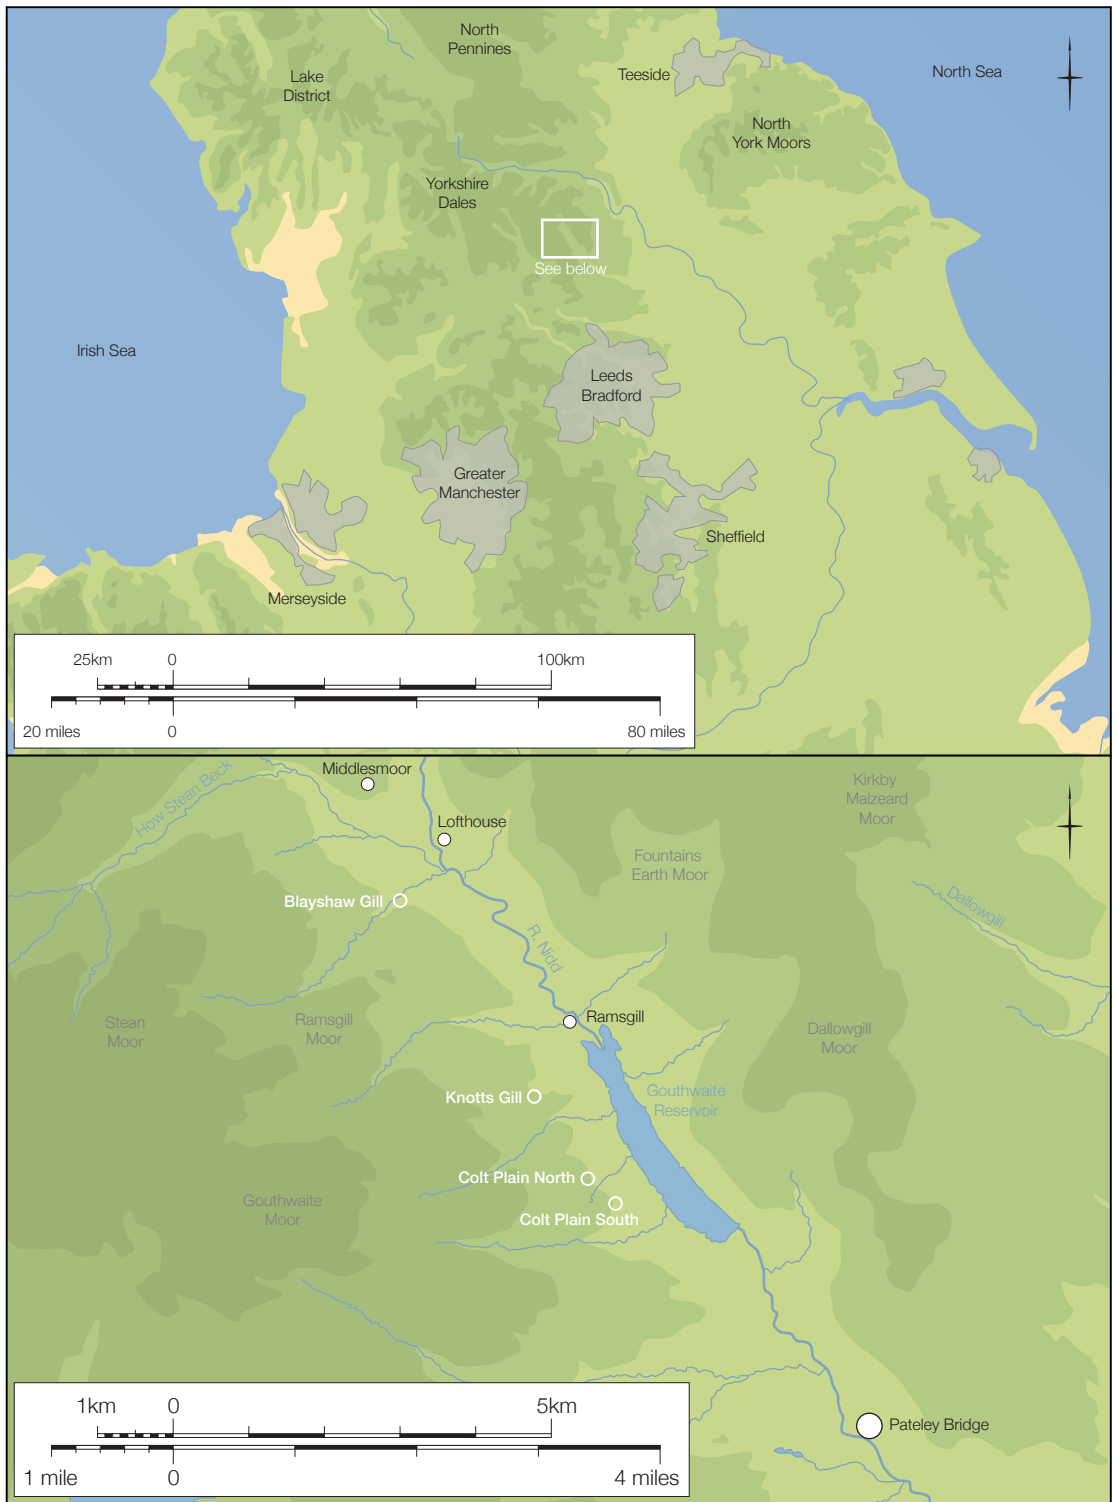 North
Pennines
Teeside
North Sea
Lake
District
North
York Moors
Yorkshire
Dales
See below
Irish Sea
Leeds
Bradford
Greater
Manchester
Sheffield
Merseyside
25km 0 100km
20 miles 0 80 miles
Middlesmoor
How Stean Beck
Kirkby
Malzeard
Moor
Lofthouse
Fountains
Earth Moor
Blayshaw Gill
Dallowgill
R. Nidd
Stean
Moor
Ramsgill
Moor
Ramsgill
Dallowgill
Moor
Knotts Gill
Gouthwaite
Reservoir
Colt Plain North
Gouthwaite
Moor
Colt Plain South
1km 0 5km
Pateley Bridge
1 mile 0 4 miles